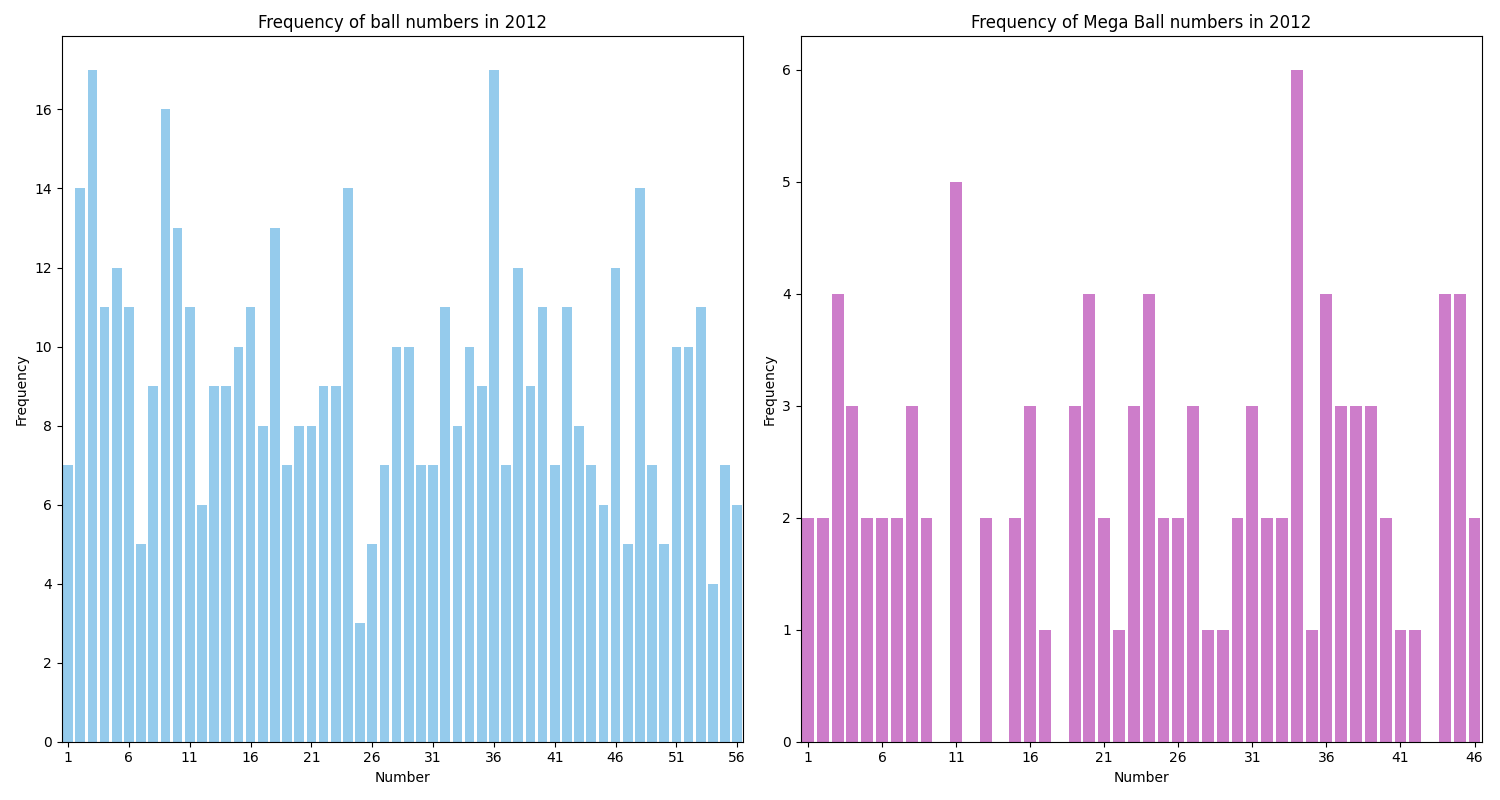 Frequency of ball numbers in 2012
Frequency
16
14
12
10
8
6
4
2
0
1 6 11 16 21 26 31 36 41 46 51 56
Number
Frequency of Mega Ball numbers in 2012
Frequency
6
5
4
3
2
1
0
1 6 11 16 21 26 31 36 41 46
Number